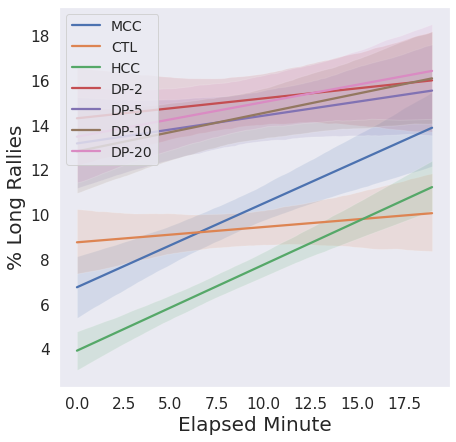 MCC
CTL
HCC
DP-2
DP-5
DP-10
DP-20
18
16
14
12
10
8
6
4
% Long Rallies
0.0 2.5 5.0 7.5 10.0 12.5 15.0 17.5
Elapsed Minute